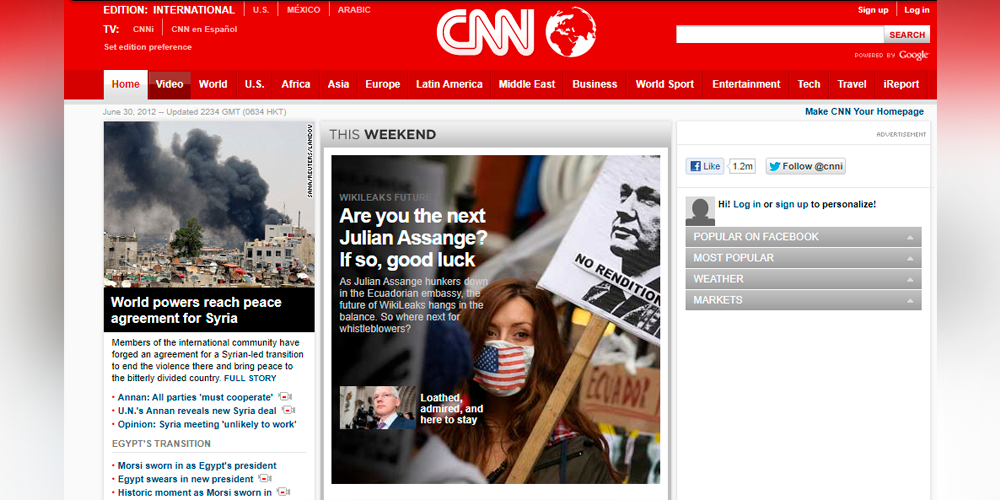 EDITION: INTERNATIONAL U.S. MÉXICO ARABIC
TV: CNNi CNN en Español
Set edition preference
CNN
Sign up Log in
SEARCH
POWERED BY Google
Home Video World U.S. Africa Asia Europe Latin America Middle East Business World Sport Entertainment Tech Travel iReport
June 30, 2012 -- Updated 2234 GMT (0634 HKT)
Make CNN Your Homepage
SANA/REUTERS/LANDOV
World powers reach peace
agreement for Syria
Members of the international community have
forged an agreement for a Syrian-led transition
to end the violence there and bring peace to
the bitterly divided country. FULL STORY
• Annan: All parties 'must cooperate'
• U.N.'s Annan reveals new Syria deal
• Opinion: Syria meeting 'unlikely to work'
EGYPT'S TRANSITION
• Morsi sworn in as Egypt's president
• Egypt swears in new president
• Historic moment as Morsi sworn in
THIS WEEKEND
WIKILEAKS FUTURE
Are you the next
Julian Assange?
If so, good luck
As Julian Assange hunkers down
in the Ecuadorian embassy, the
future of WikiLeaks hangs in the
balance. So where next for
whistleblowers?
Loathed,
admired, and
here to stay
NO RENDITION
ECUADO
ADVERTISEMENT
Like 1.2m Follow @cnni
Hi! Log in or sign up to personalize!
POPULAR ON FACEBOOK
MOST POPULAR
WEATHER
MARKETS